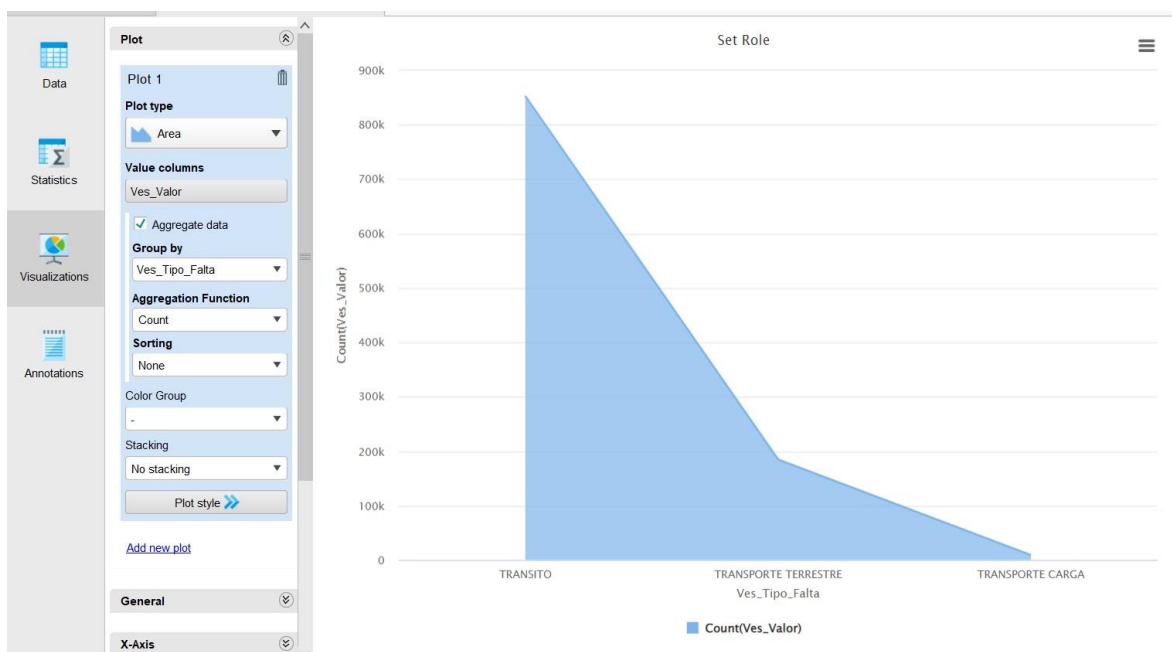 Data
Statistics
Visualizations
Annotations
Plot
Plot 1
Plot type
Area
Value columns
Ves_Valor
Aggregate data
Group by
Ves_Tipo_Falta
Aggregation Function
Count
Sorting
None
Color Group
-
Stacking
No stacking
Plot style
Add new plot
General
X-Axis
Set Role
900k
800k
700k
600k
500k
400k
300k
200k
100k
0
Count(Ves_Valor)
TRANSITO TRANSPORTE TERRESTRE TRANSPORTE CARGA
Ves_Tipo_Falta
Count(Ves_Valor)